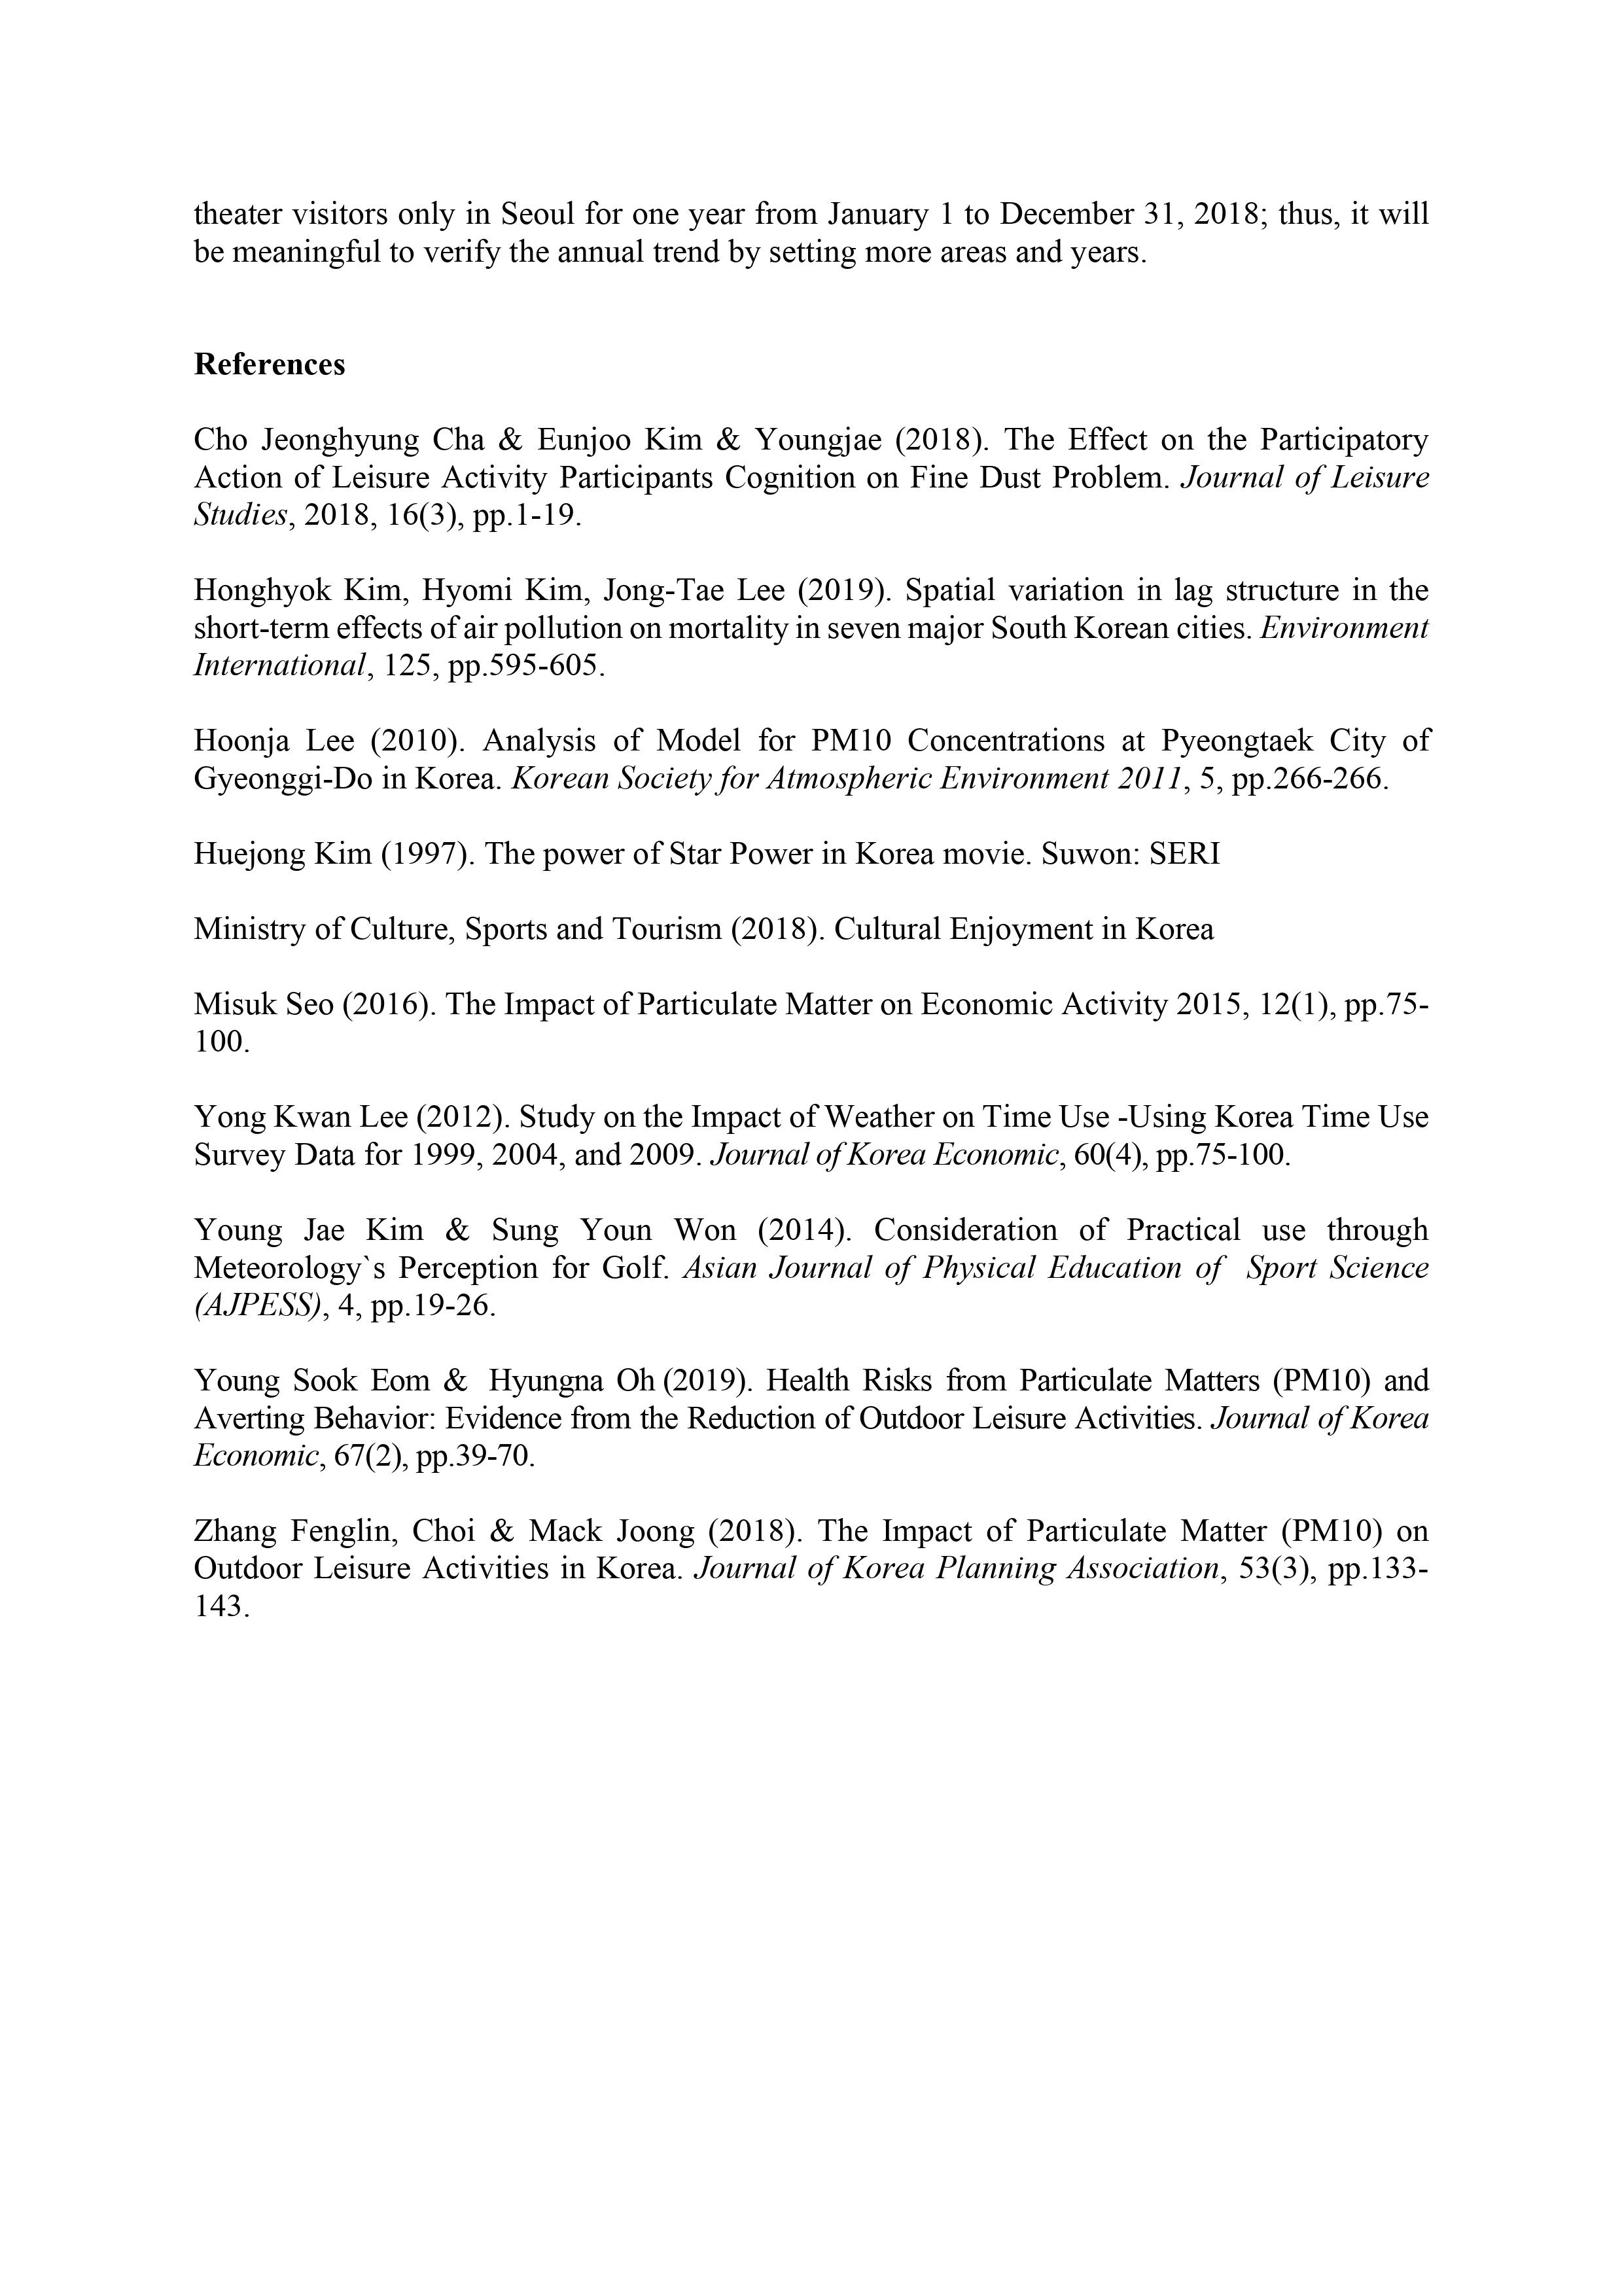 theater visitors only in Seoul for one year from January 1 to December 31, 2018; thus, it will
be meaningful to verify the annual trend by setting more areas and years.
References
Cho Jeonghyung Cha & Eunjoo Kim & Youngjae (2018). The Effect on the Participatory
Action of Leisure Activity Participants Cognition on Fine Dust Problem. Journal of Leisure
Studies, 2018, 16(3), pp.1-19.
Honghyok Kim, Hyomi Kim, Jong-Tae Lee (2019). Spatial variation in lag structure in the
short-term effects of air pollution on mortality in seven major South Korean cities. Environment
International, 125, pp.595-605.
Hoonja Lee (2010). Analysis of Model for PM10 Concentrations at Pyeongtaek City of
Gyeonggi-Do in Korea. Korean Society for Atmospheric Environment 2011, 5, pp.266-266.
Huejong Kim (1997). The power of Star Power in Korea movie. Suwon: SERI
Ministry of Culture, Sports and Tourism (2018). Cultural Enjoyment in Korea
Misuk Seo (2016). The Impact of Particulate Matter on Economic Activity 2015, 12(1), pp.75-
100.
Yong Kwan Lee (2012). Study on the Impact of Weather on Time Use -Using Korea Time Use
Survey Data for 1999, 2004, and 2009. Journal of Korea Economic, 60(4), pp.75-100.
Young Jae Kim & Sung Youn Won (2014). Consideration of Practical use through
Meteorology`s Perception for Golf. Asian Journal of Physical Education of Sport Science
(AJPESS), 4, pp.19-26.
Young Sook Eom & Hyungna Oh (2019). Health Risks from Particulate Matters (PM10) and
Averting Behavior: Evidence from the Reduction of Outdoor Leisure Activities. Journal of Korea
Economic, 67(2), pp.39-70.
Zhang Fenglin, Choi & Mack Joong (2018). The Impact of Particulate Matter (PM10) on
Outdoor Leisure Activities in Korea. Journal of Korea Planning Association, 53(3), pp.133-
143.